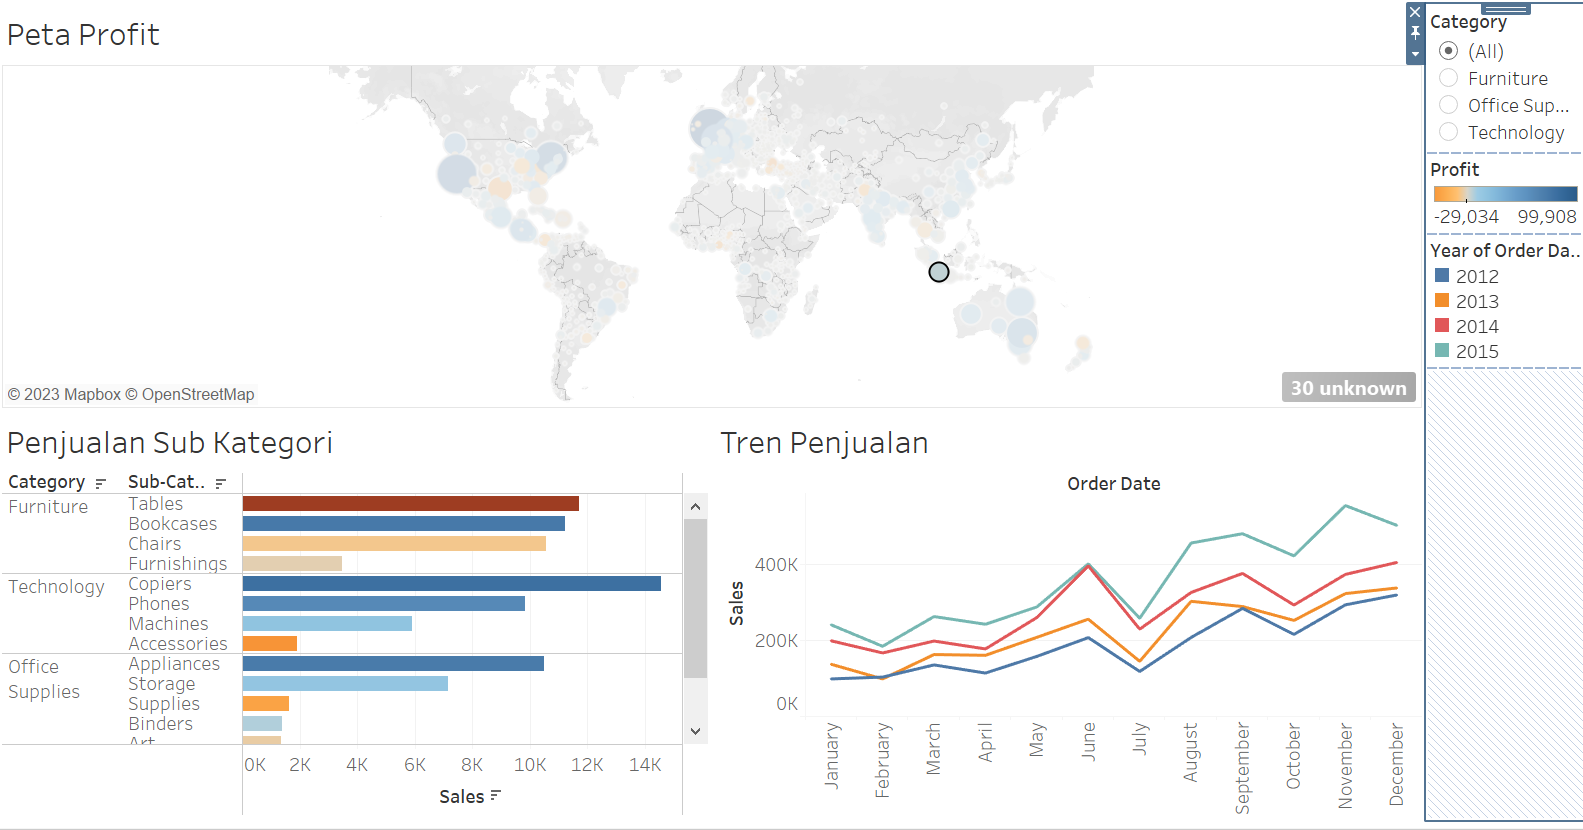 Peta Profit
© 2023 Mapbox © OpenStreetMap
30 unknown
Category
(All)
Furniture
Office Sup...
Technology
Profit
-29,034 99,908
Year of Order Da..
2012
2013
2014
2015
Penjualan Sub Kategori
Category Sub-Cat..
Furniture
Tables
Bookcases
Chairs
Furnishings
Technology
Copiers
Phones
Machines
Accessories
Office
Supplies
Appliances
Storage
Supplies
Binders
Art
0K 2K 4K 6K 8K 10K 12K 14K
Sales
Tren Penjualan
Order Date
Sales
400K
200K
0K
January
February
March
April
May
June
July
August
September
October
November
December